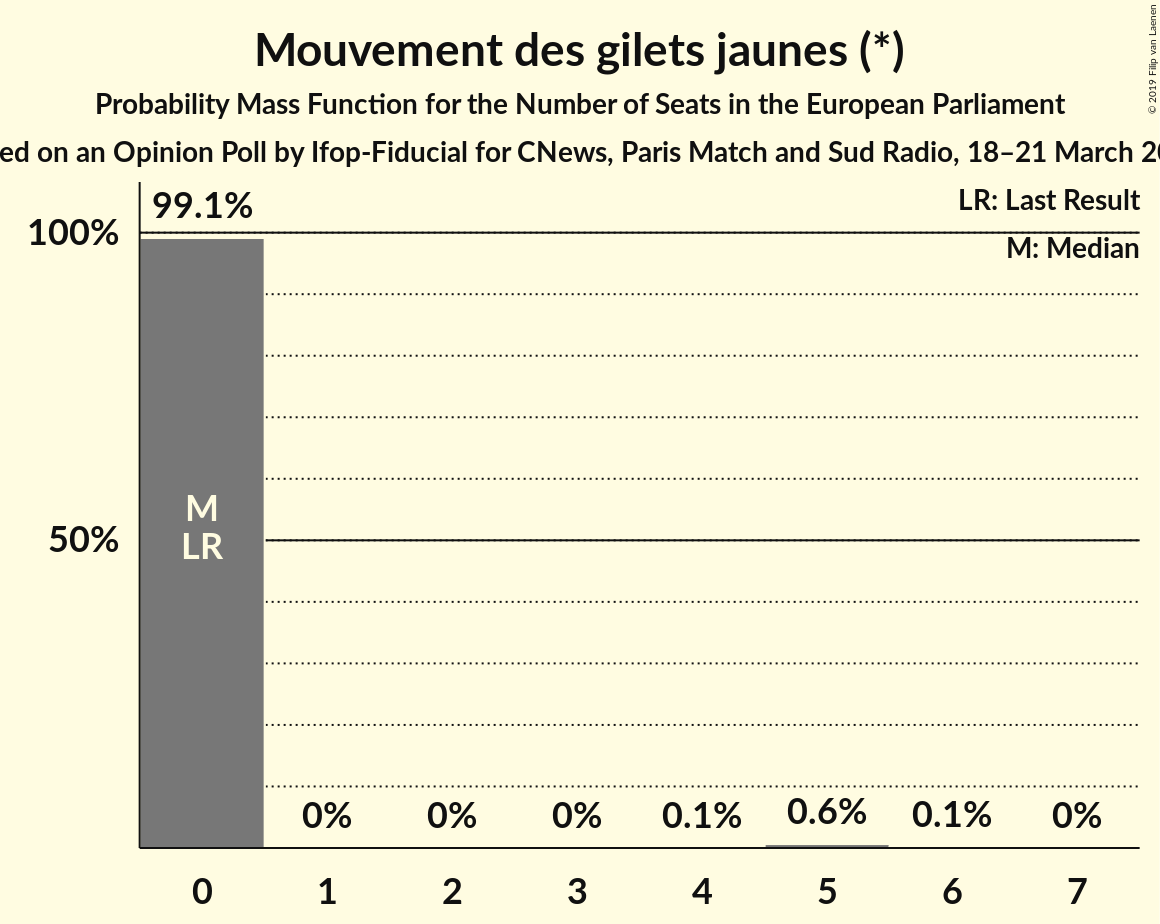 Mouvement des gilets jaunes (*)
Probability Mass Function for the Number of Seats in the European Parliament
on an Opinion Poll by Ifop-Fiducial for CNews, Paris Match and Sud Radio, 18–21 March
© 2019 Filip van Laenen
LR: Last Result
M: Median
99.1%
100%
M
LR
50%
0% 0% 0% 0.1% 0.6% 0.1% 0%
0 1 2 3 4 5 6 7